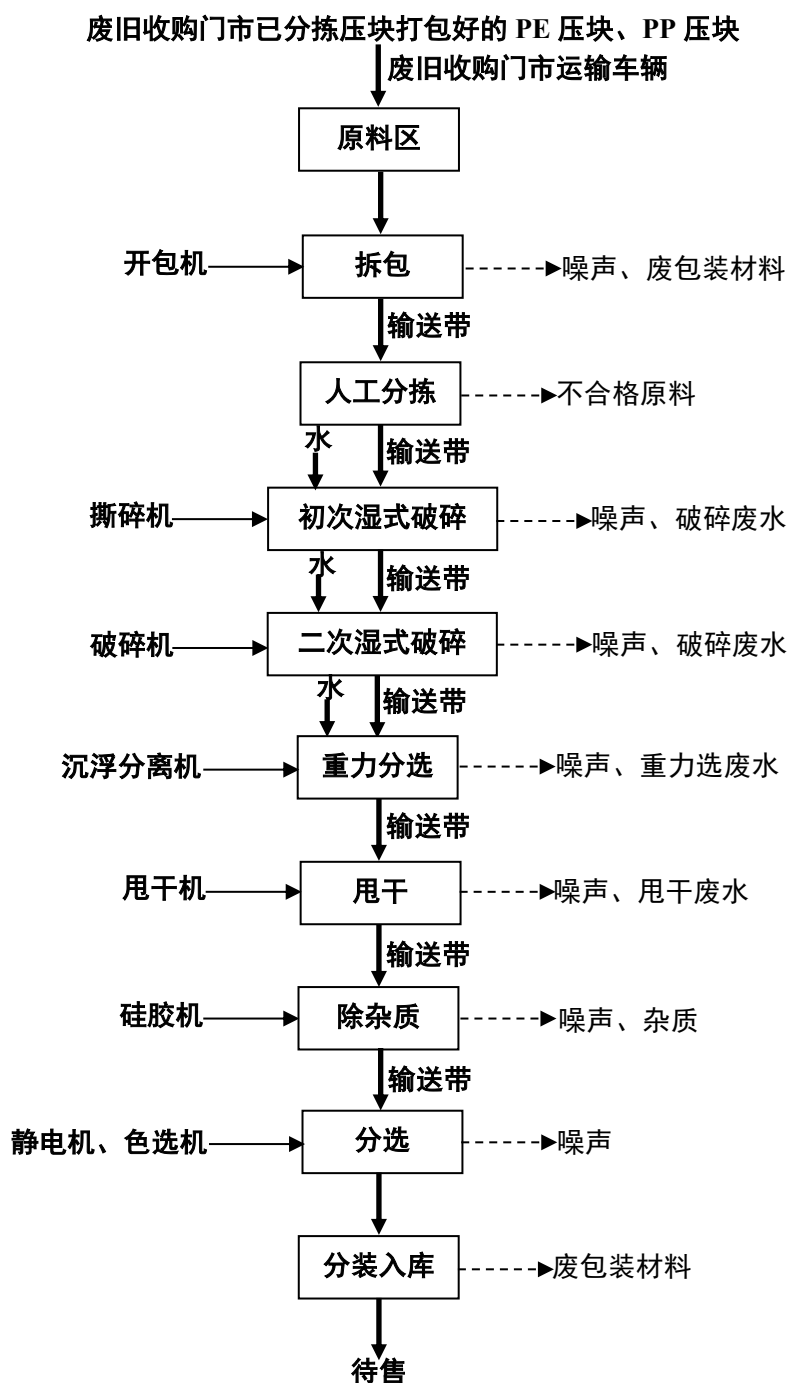 废旧收购门市已分拣压块打包好的 PE 压块、PP 压块
废旧收购门市运输车辆
原料区
开包机
拆包
噪声、废包装材料
输送带
人工分拣
不合格原料
水
输送带
撕碎机
初次湿式破碎
噪声、破碎废水
水
输送带
破碎机
二次湿式破碎
噪声、破碎废水
水
输送带
沉浮分离机
重力分选
噪声、重力选废水
输送带
甩干机
甩干
噪声、甩干废水
输送带
硅胶机
除杂质
噪声、杂质
输送带
静电机、色选机
分选
噪声
分装入库
废包装材料
待售